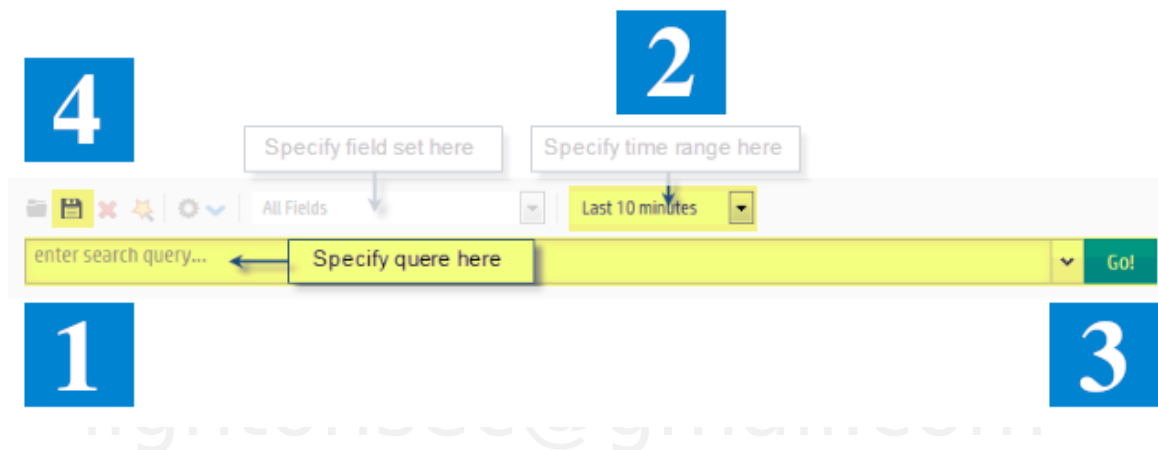 2
4
Specify field set here
Specify time range here
All Fields
Last 10 minutes
enter search query...
Specify quere here
Go!
1
3